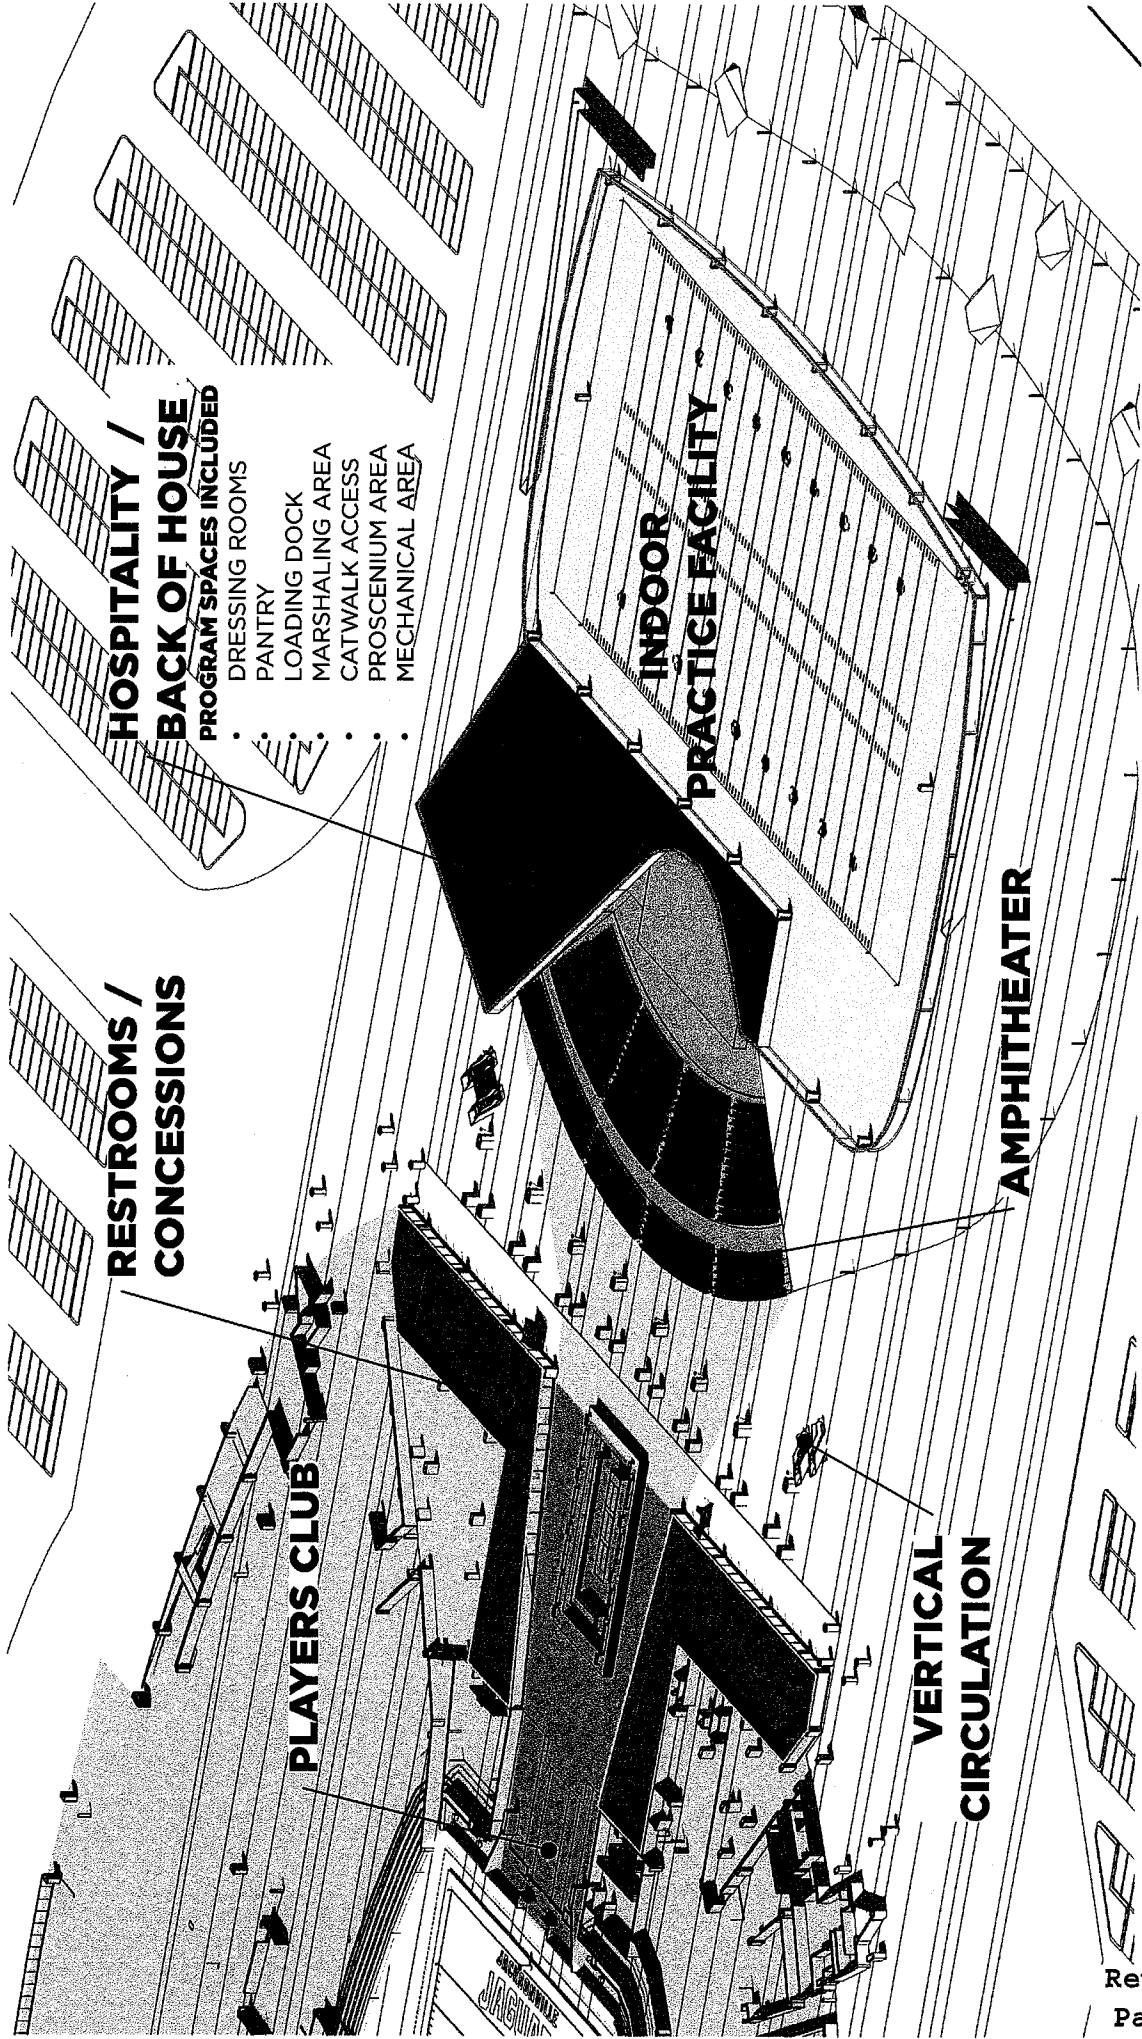 HOSPITALITY /
BACK OF HOUSE
PROGRAM SPACES INCLUDED
• DRESSING ROOMS
• PANTRY
• LOADING DOCK
• MARSHALING AREA
• CATWALK ACCESS
• PROSCENIUM AREA
• MECHANICAL AREA
RESTROOMS /
CONCESSIONS
PLAYERS CLUB
INDOOR
PRACTICE FACILITY
AMPHITHEATER
VERTICAL
CIRCULATION
JACKSONVILLE